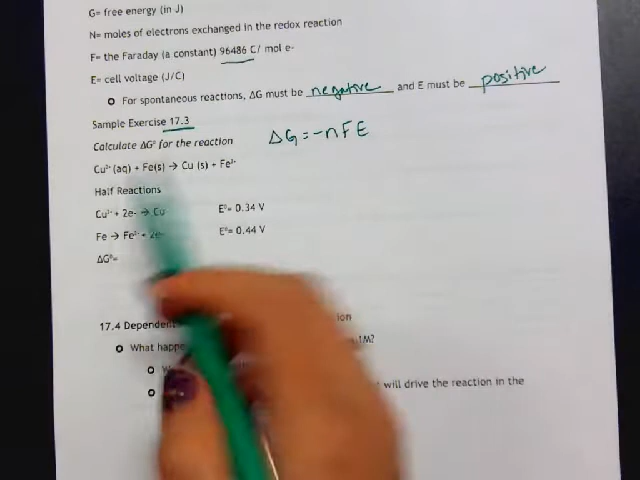 G= free energy (in J)
N= moles of electrons exchanged in the redox reaction
F= the Faraday (a constant) 96486 C/ mol e-
E= cell voltage (J/C)
For spontaneous reactions, ΔG must be negative and E must be positive
Sample Exercise 17.3
Calculate ΔG° for the reaction
ΔG = -nFE
Cu²⁺ (aq) + Fe(s) → Cu (s) + Fe²⁺
Half Reactions
Cu²⁺ + 2e- → Cu E°= 0.34 V
Fe → Fe²⁺ + 2e- E°= 0.44 V
ΔG°=
17.4 Dependen
What happe 1M?
will drive the reaction in the